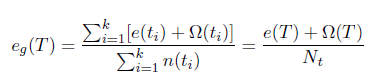 e_g(T) = \frac{\sum_{i=1}^{k}[e(t_i) + \Omega(t_i)]}{\sum_{i=1}^{k} n(t_i)} = \frac{e(T) + \Omega(T)}{N_t}